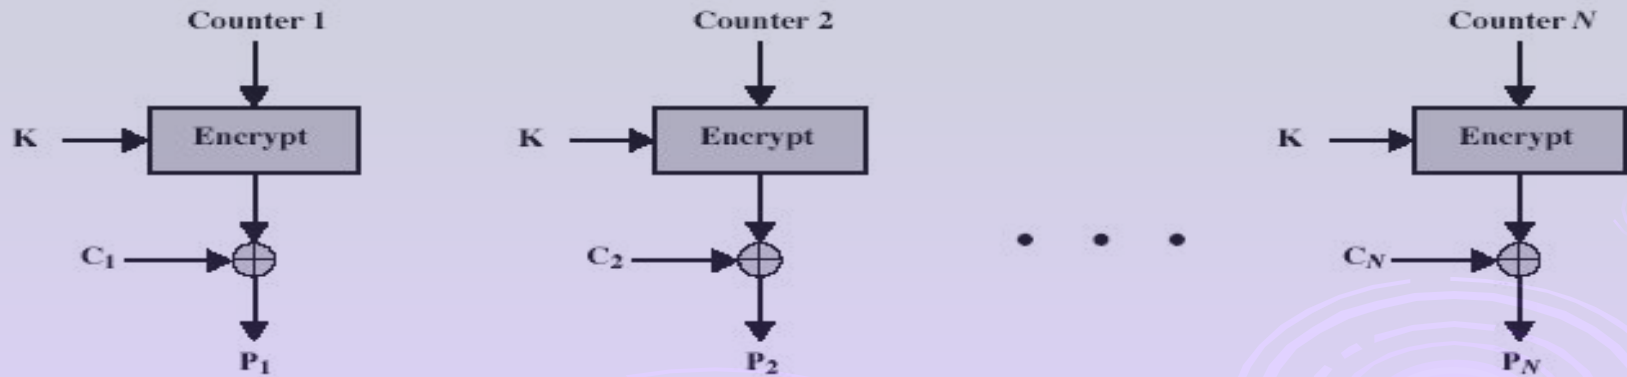 Counter 1 Counter 2 Counter N
K Encrypt K Encrypt K Encrypt
C1 C2 CN
P1 P2 PN